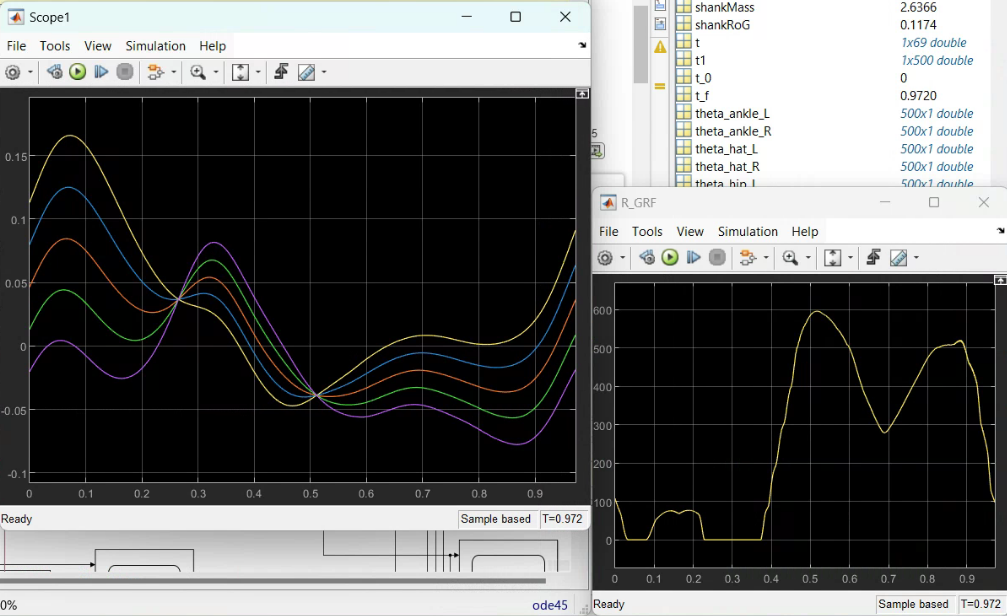 Scope1
File Tools View Simulation Help
0.15
0.1
0.05
0
-0.05
-0.1
0 0.1 0.2 0.3 0.4 0.5 0.6 0.7 0.8 0.9
Ready
Sample based T=0.972
0%
ode45
5
shankMass 2.6366
shankRoG 0.1174
t 1x69 double
t1 1x500 double
t_0 0
t_f 0.9720
theta_ankle_L 500x1 double
theta_ankle_R 500x1 double
theta_hat_L 500x1 double
theta_hat_R 500x1 double
theta_hip_L 500x1 double
R_GRF
File Tools View Simulation Help
600
500
400
300
200
100
0
0 0.1 0.2 0.3 0.4 0.5 0.6 0.7 0.8 0.9
Ready
Sample based T=0.972